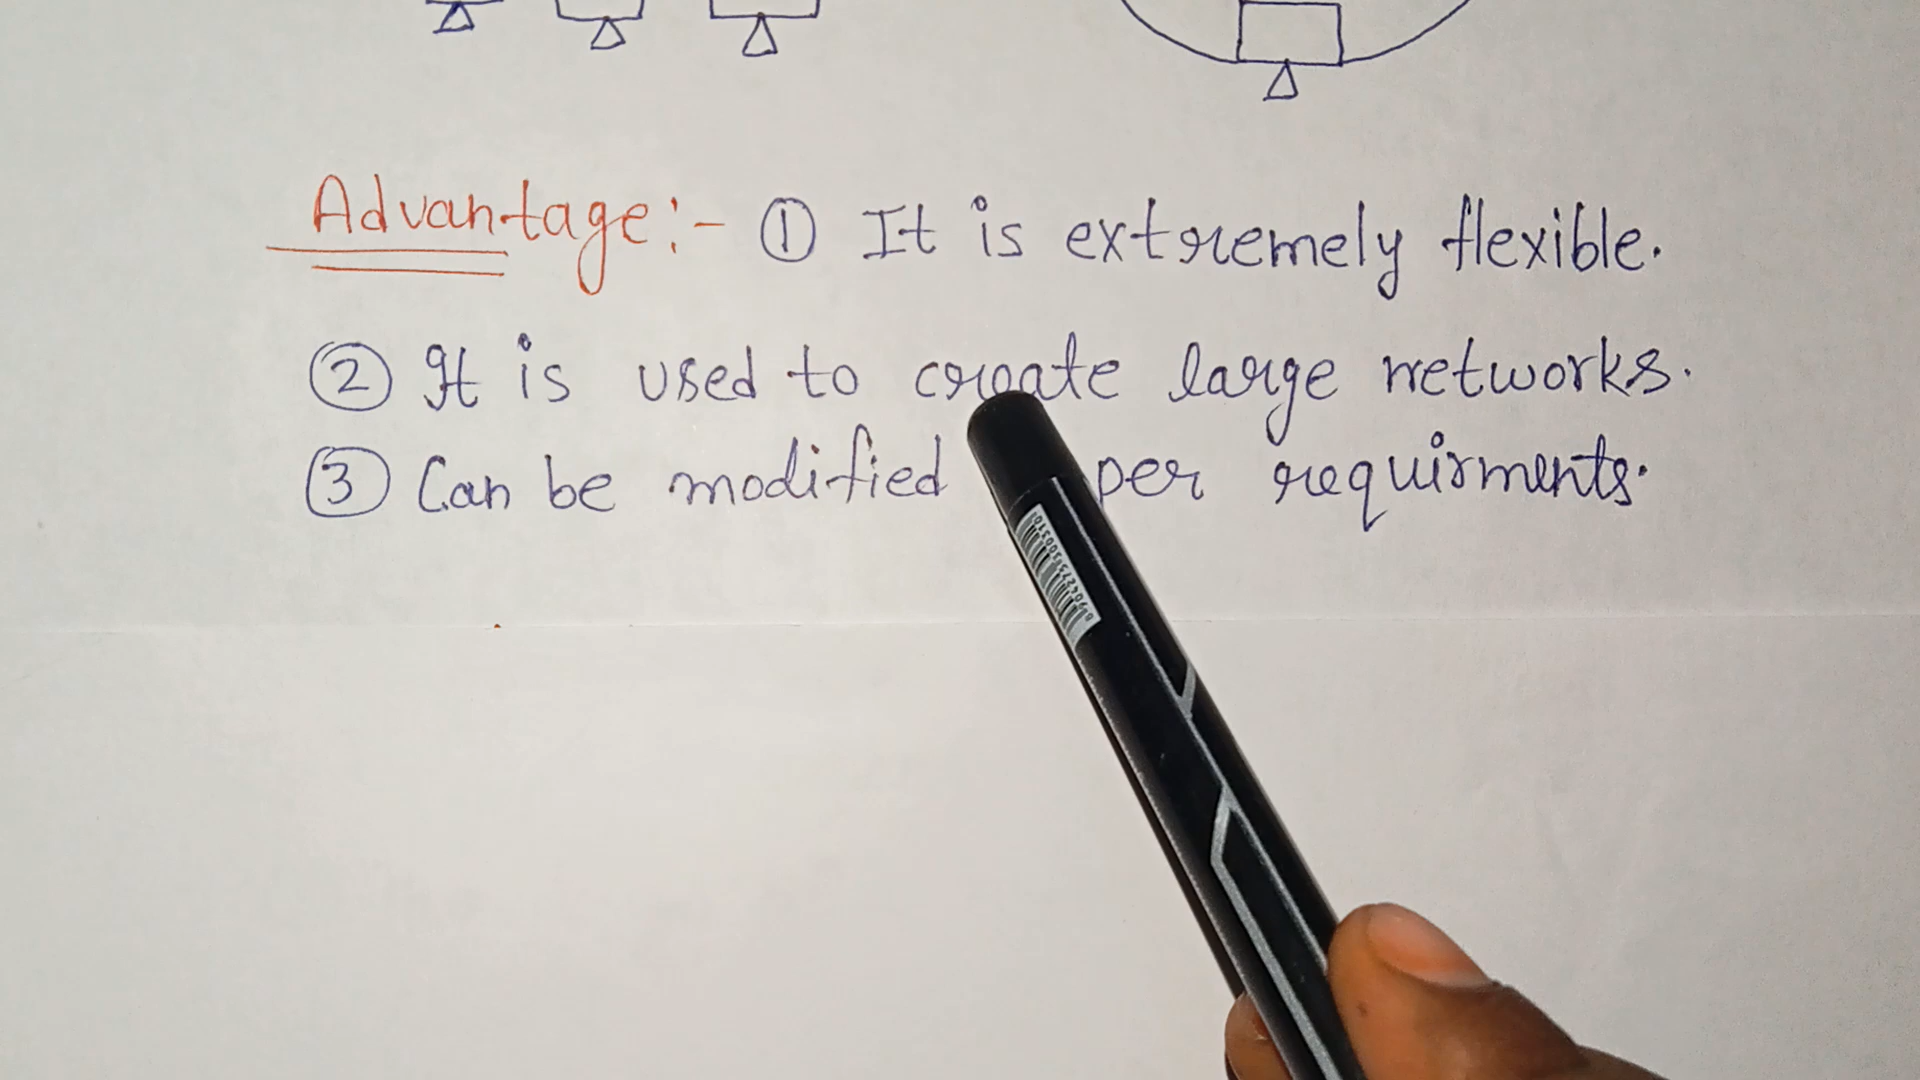 Advantage:- ① It is extremely flexible.
② It is used to create large networks.
③ Can be modified per requirments.